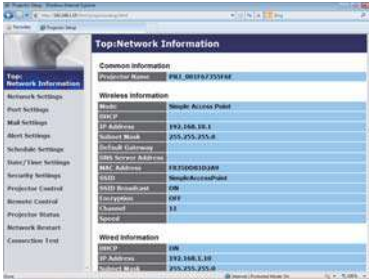 Top:Network Information
Common Information
Projector Name
Wireless Information
Mode Simple Access Point
DHCP
IP Address 192.168.10.1
Subnet Mask 255.255.255.0
Default Gateway
DNS Server Address
MAC Address
SSID SimpleAccessPoint
SSID Broadcast ON
Encryption OFF
Channel 11
Speed
Wired Information
DHCP ON
IP Address 192.168.1.10
Subnet Mask 255.255.255.0
Top:
Network Information
Network Settings
Port Settings
Mail Settings
Alert Settings
Schedule Settings
Date/Time Settings
Security Settings
Projector Control
Remote Control
Projector Status
Network Restart
Connection Test